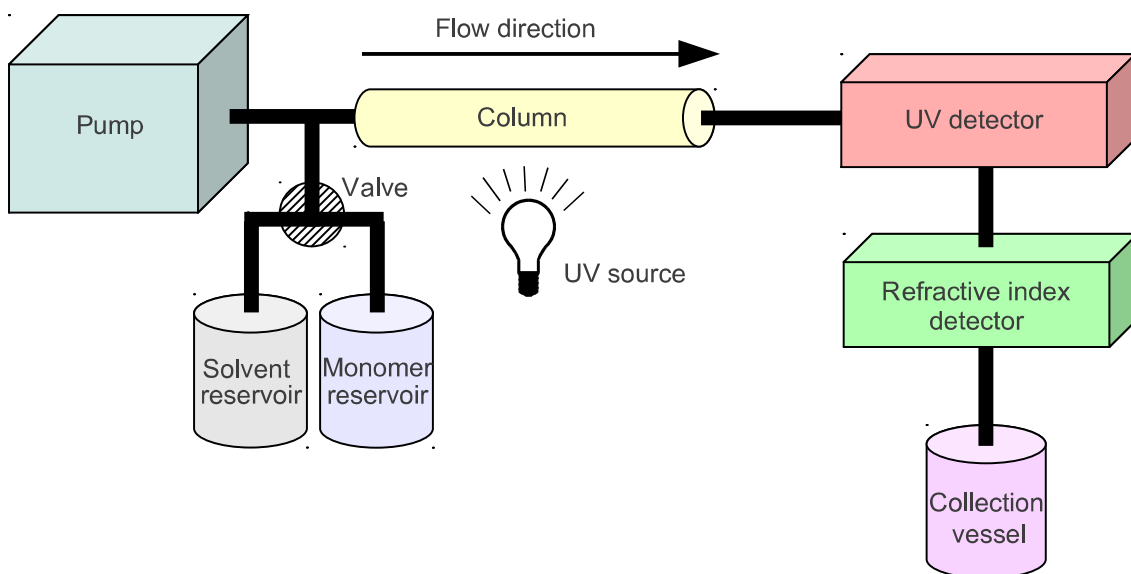 Flow direction
Pump
Column
UV detector
Valve
UV source
Refractive index
detector
Solvent
reservoir
Monomer
reservoir
Collection
vessel